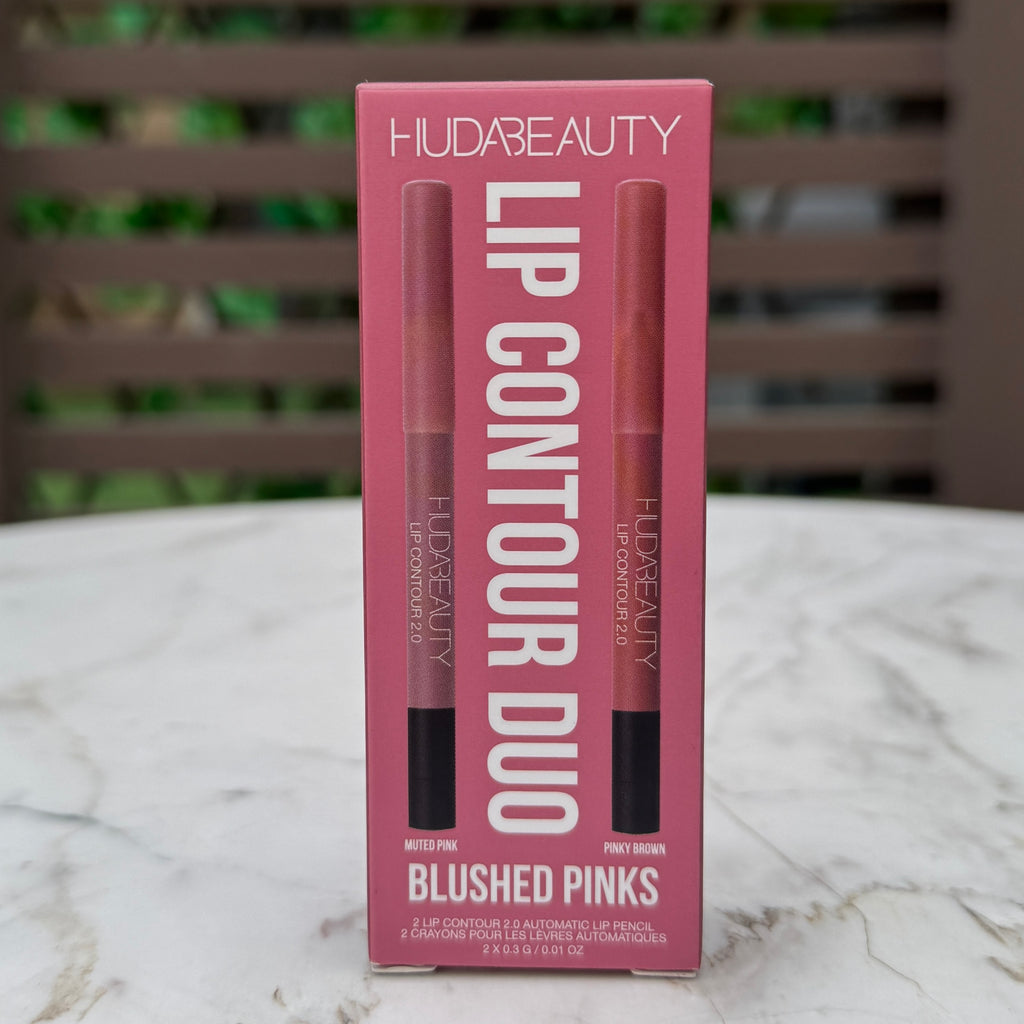 HUDABEAUTY
LIP CONTOUR DUO
HUDABEAUTY
LIP CONTOUR 2.0
HUDABEAUTY
LIP CONTOUR 2.0
MUTED PINK
PINKY BROWN
BLUSHED PINKS
2 LIP CONTOUR 2.0 AUTOMATIC LIP PENCIL
2 CRAYONS POUR LES LÈVRES AUTOMATIQUES
2 X 0.3 G / 0.01 OZ